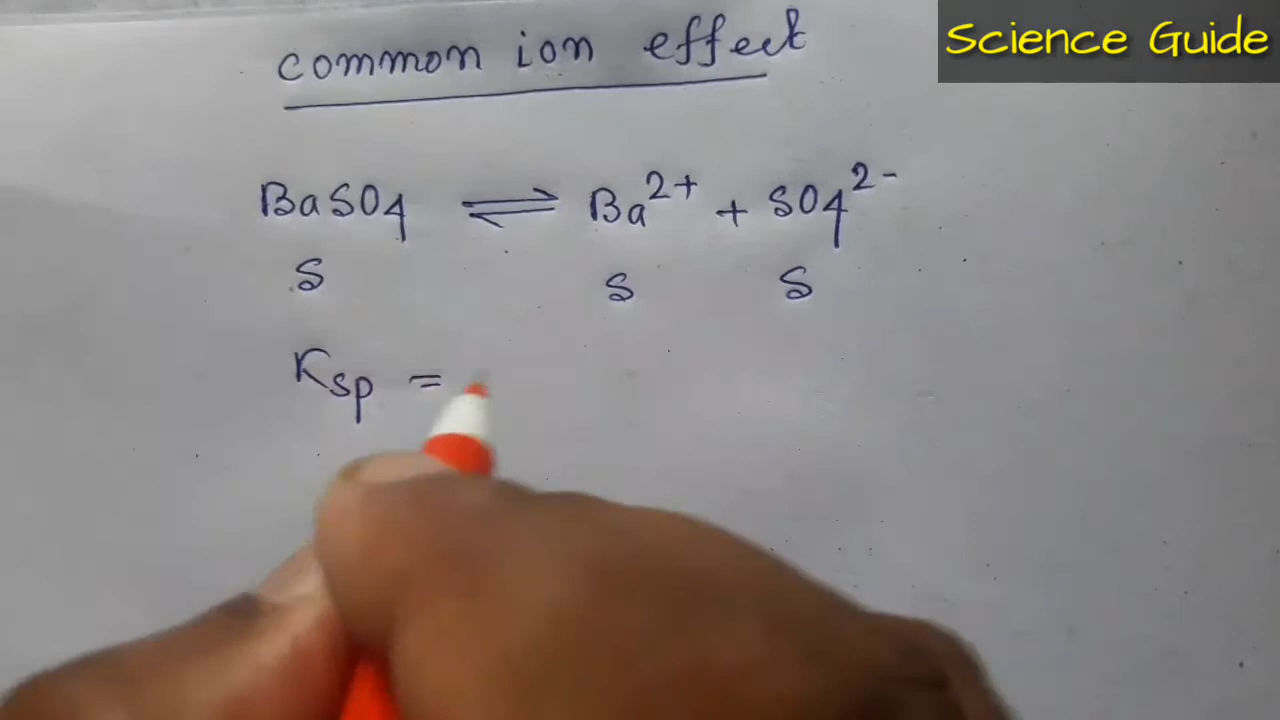 Science Guide
common ion effect
BaSO4 ⇌ Ba²⁺ + SO4²⁻
S S S
Ksp =